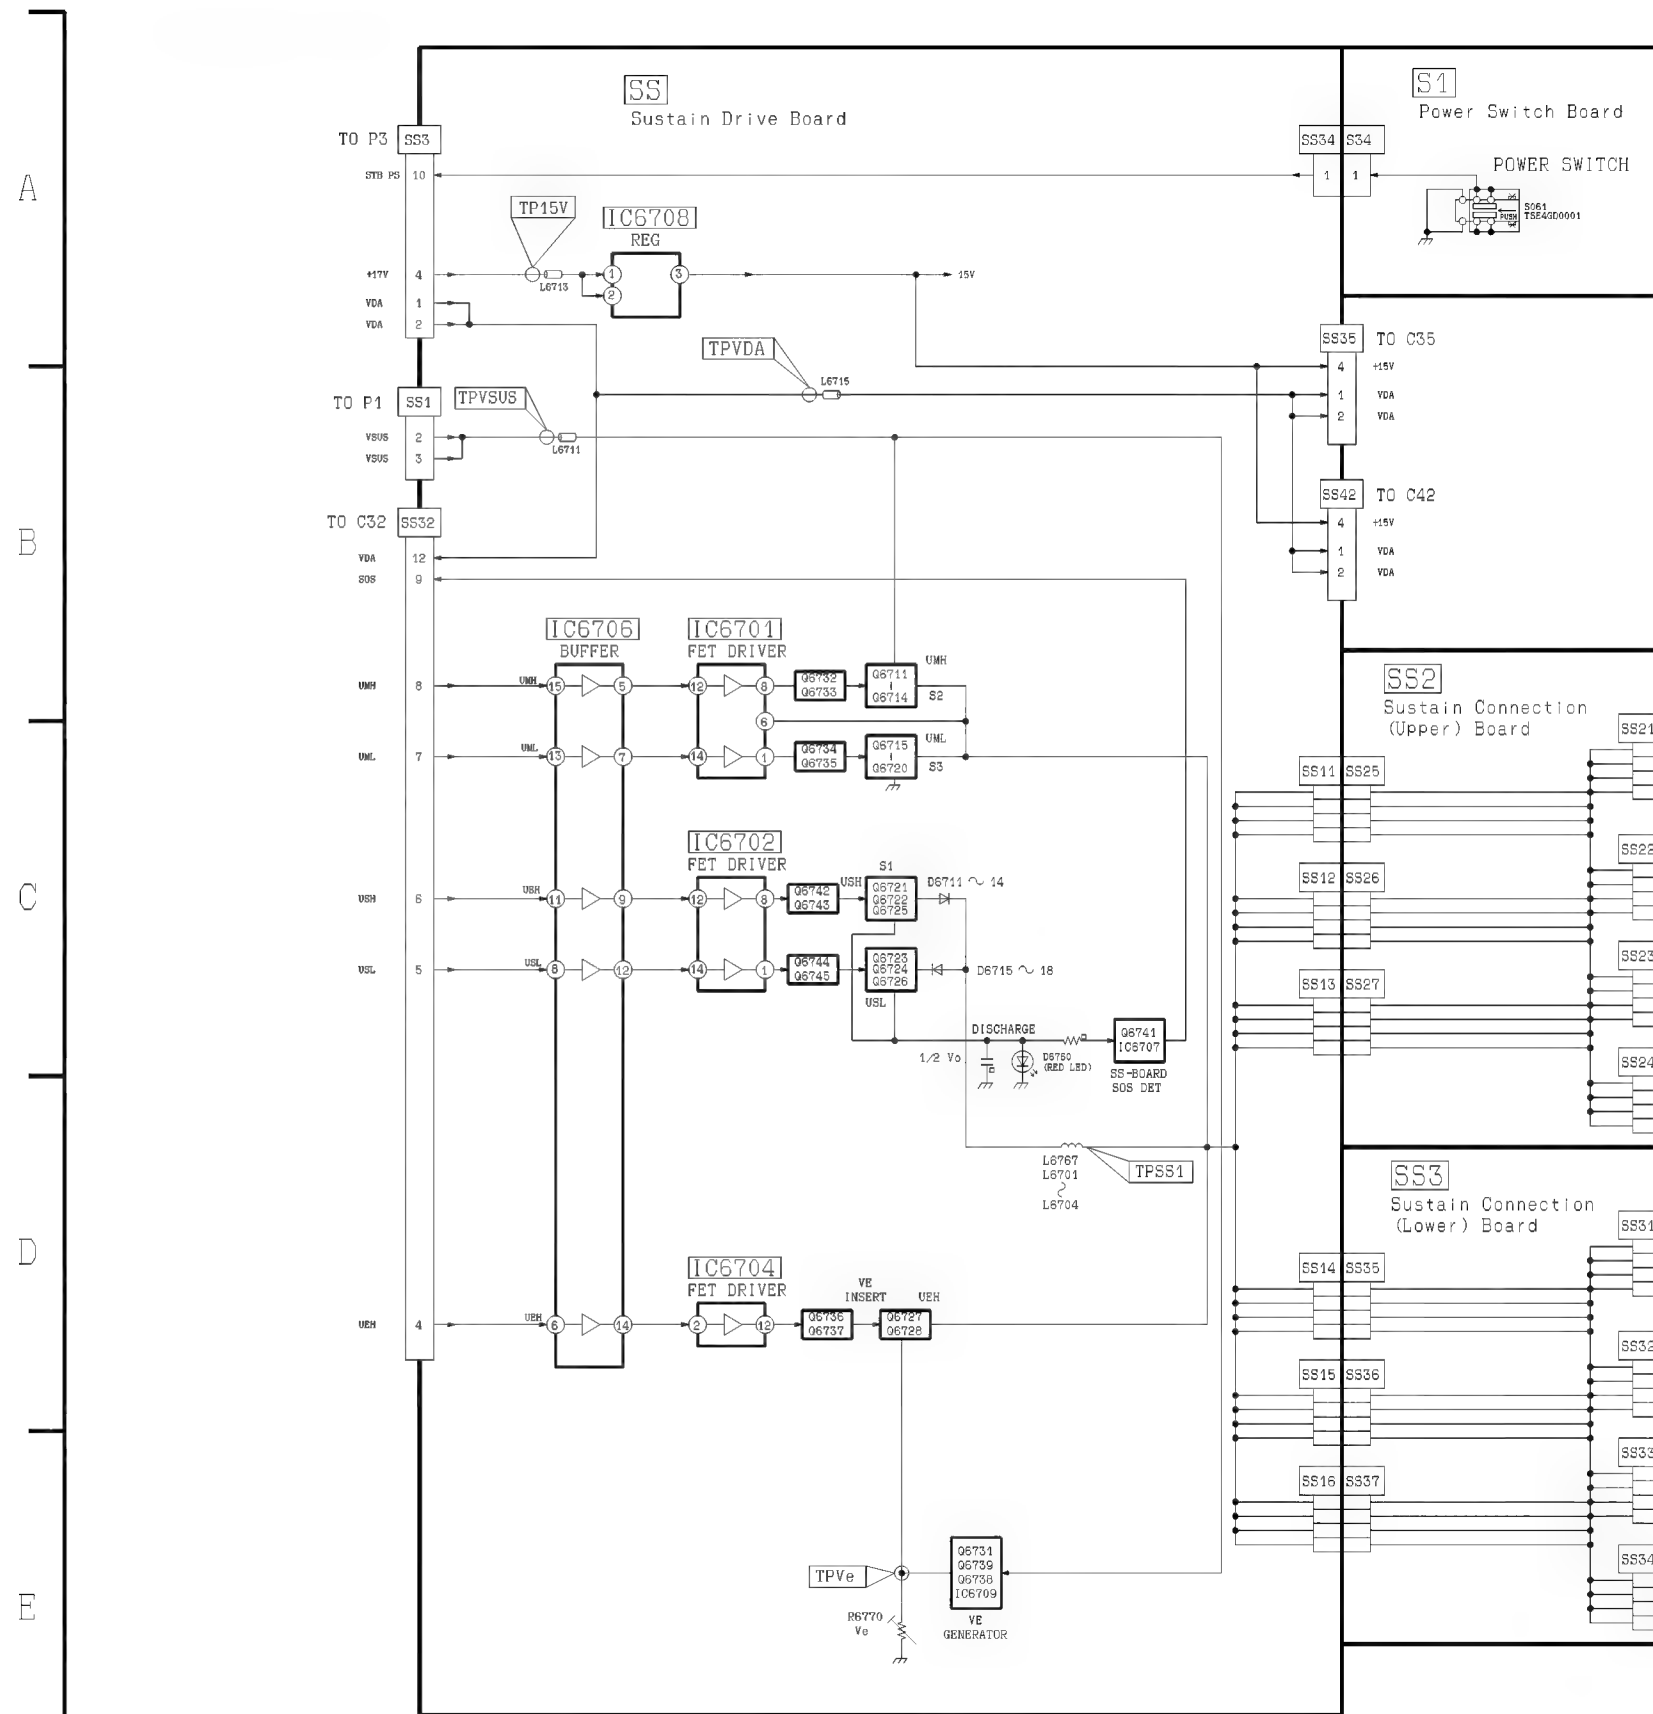 A
B
C
D
E
SS
Sustain Drive Board
TO P3
SS3
STB PS
10
TP15V
IC6708
REG
+17V
4
L6713
1
2
3
15V
VDA
1
VDA
2
TPVDA
L6715
TO P1
SS1
TPVSUS
VSUS
2
VSUS
3
L6711
TO C32
SS32
VDA
12
SOS
9
IC6706
BUFFER
IC6701
FET DRIVER
UMH
8
UMH
15
5
12
8
Q6732
Q6733
Q6711
Q6714
UMH
S2
6
UML
7
UML
13
7
14
1
Q6734
Q6735
Q6715
Q6720
UML
S3
IC6702
FET DRIVER
USH
6
USH
11
9
12
8
Q6742
Q6743
USH
S1
Q6721
Q6722
Q6725
D6711 ~ 14
USL
5
USL
8
12
14
1
Q6744
Q6745
Q6723
Q6724
Q6726
USL
D6715 ~ 18
DISCHARGE
1/2 Vo
D6760
(RED LED)
Q6741
IC6707
SS-BOARD
SOS DET
L6767
L6701
~
L6704
TPSS1
IC6704
FET DRIVER
UEH
4
UEH
6
14
2
12
Q6736
Q6737
VE
INSERT
Q6727
Q6728
UEH
TPVe
Q6731
Q6739
Q6738
IC6709
VE
GENERATOR
R6770
Ve
S1
Power Switch Board
SS34
S34
1
1
POWER SWITCH
S061
TSE4GD0001
PUSH
SS35
TO C35
4
+15V
1
VDA
2
VDA
SS42
TO C42
4
+15V
1
VDA
2
VDA
SS2
Sustain Connection
(Upper) Board
SS11
SS25
SS12
SS26
SS13
SS27
SS21
SS22
SS23
SS24
SS3
Sustain Connection
(Lower) Board
SS14
SS35
SS15
SS36
SS16
SS37
SS31
SS32
SS33
SS34